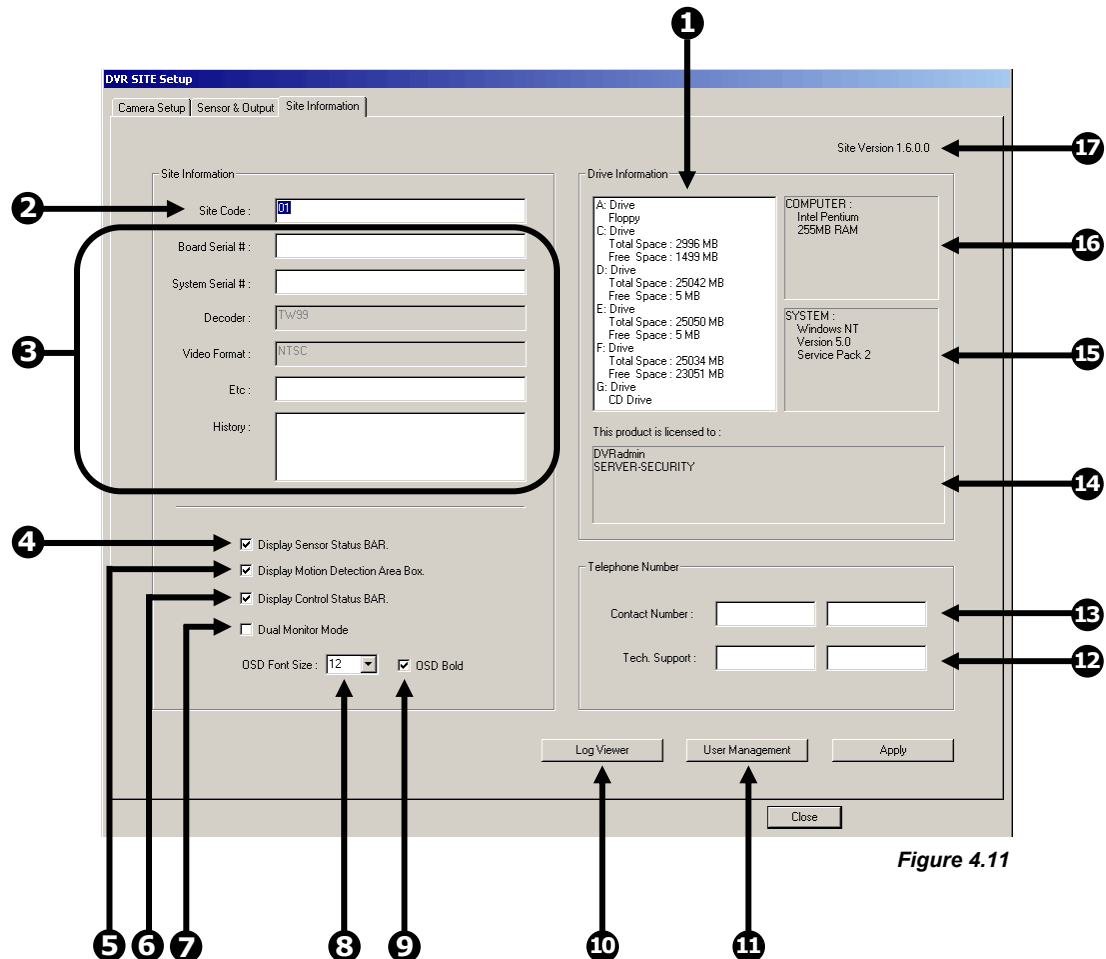 1
DVR SITE Setup
Camera Setup
Sensor & Output
Site Information
Site Version 1.6.0.0
17
Site Information
2
Site Code :
01
3
Board Serial # :
System Serial # :
Decoder :
TW99
Video Format :
NTSC
Etc :
History :
4
Display Sensor Status BAR.
5
Display Motion Detection Area Box.
6
Display Control Status BAR.
7
Dual Monitor Mode
OSD Font Size :
12
OSD Bold
8
9
Drive Information
A: Drive
Floppy
C: Drive
Total Space : 2996 MB
Free Space : 1499 MB
D: Drive
Total Space : 25042 MB
Free Space : 5 MB
E: Drive
Total Space : 25050 MB
Free Space : 5 MB
F: Drive
Total Space : 25034 MB
Free Space : 23051 MB
G: Drive
CD Drive
COMPUTER :
Intel Pentium
255MB RAM
16
SYSTEM :
Windows NT
Version 5.0
Service Pack 2
15
This product is licensed to :
DVRadmin
SERVER-SECURITY
14
Telephone Number
Contact Number :
13
Tech. Support :
12
Log Viewer
User Management
Apply
10
11
Close
Figure 4.11